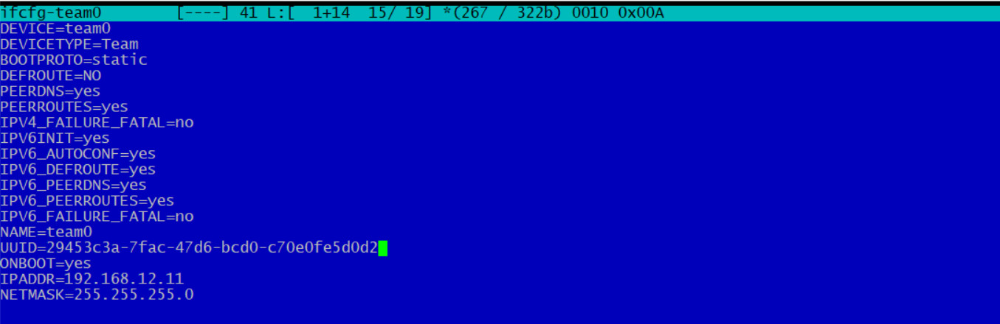 ifcfg-team0 [----] 41 L:[ 1+14 15/ 19] *(267 / 322b) 0010 0x00A
DEVICE=team0
DEVICETYPE=Team
BOOTPROTO=static
DEFROUTE=NO
PEERDNS=yes
PEERROUTES=yes
IPV4_FAILURE_FATAL=no
IPV6INIT=yes
IPV6_AUTOCONF=yes
IPV6_DEFROUTE=yes
IPV6_PEERDNS=yes
IPV6_PEERROUTES=yes
IPV6_FAILURE_FATAL=no
NAME=team0
UUID=29453c3a-7fac-47d6-bcd0-c70e0fe5d0d2
ONBOOT=yes
IPADDR=192.168.12.11
NETMASK=255.255.255.0